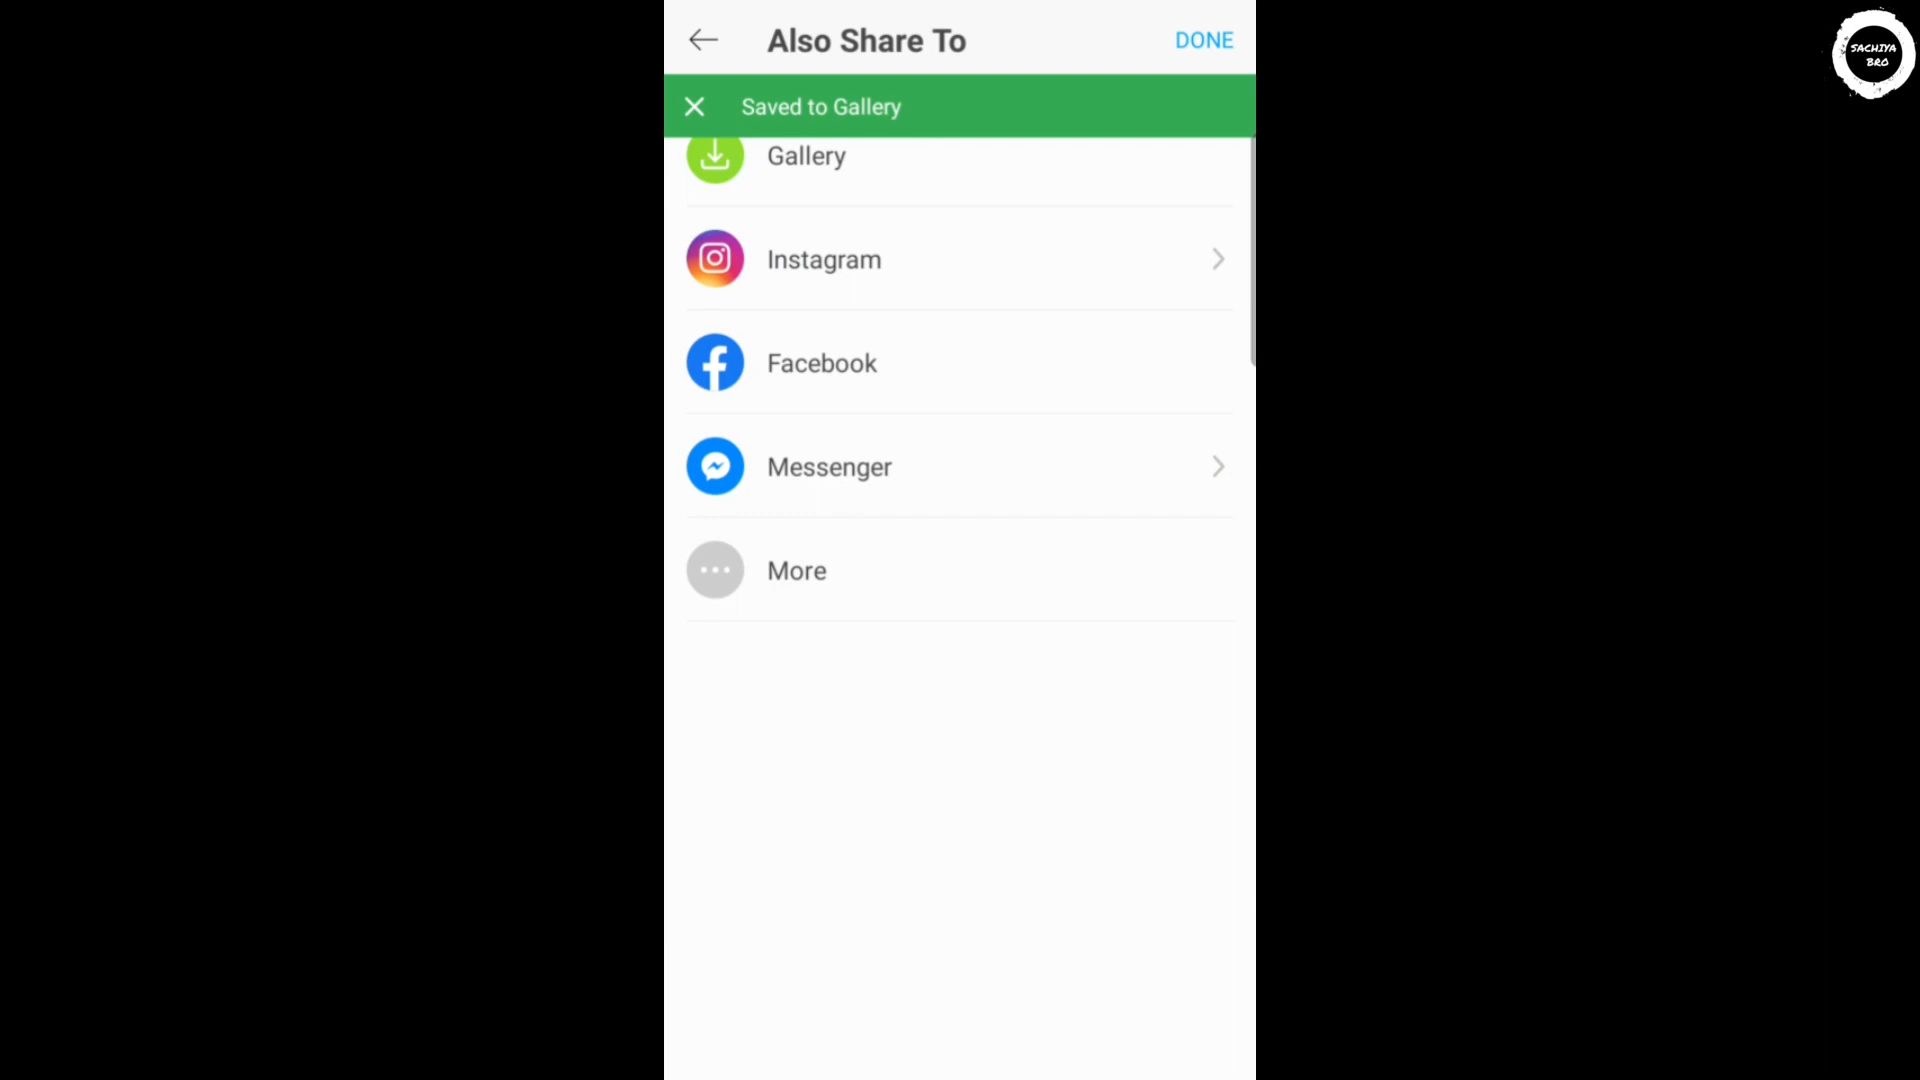 Also Share To
DONE
Saved to Gallery
Gallery
Instagram
Facebook
Messenger
More
SACHIYA
BRO